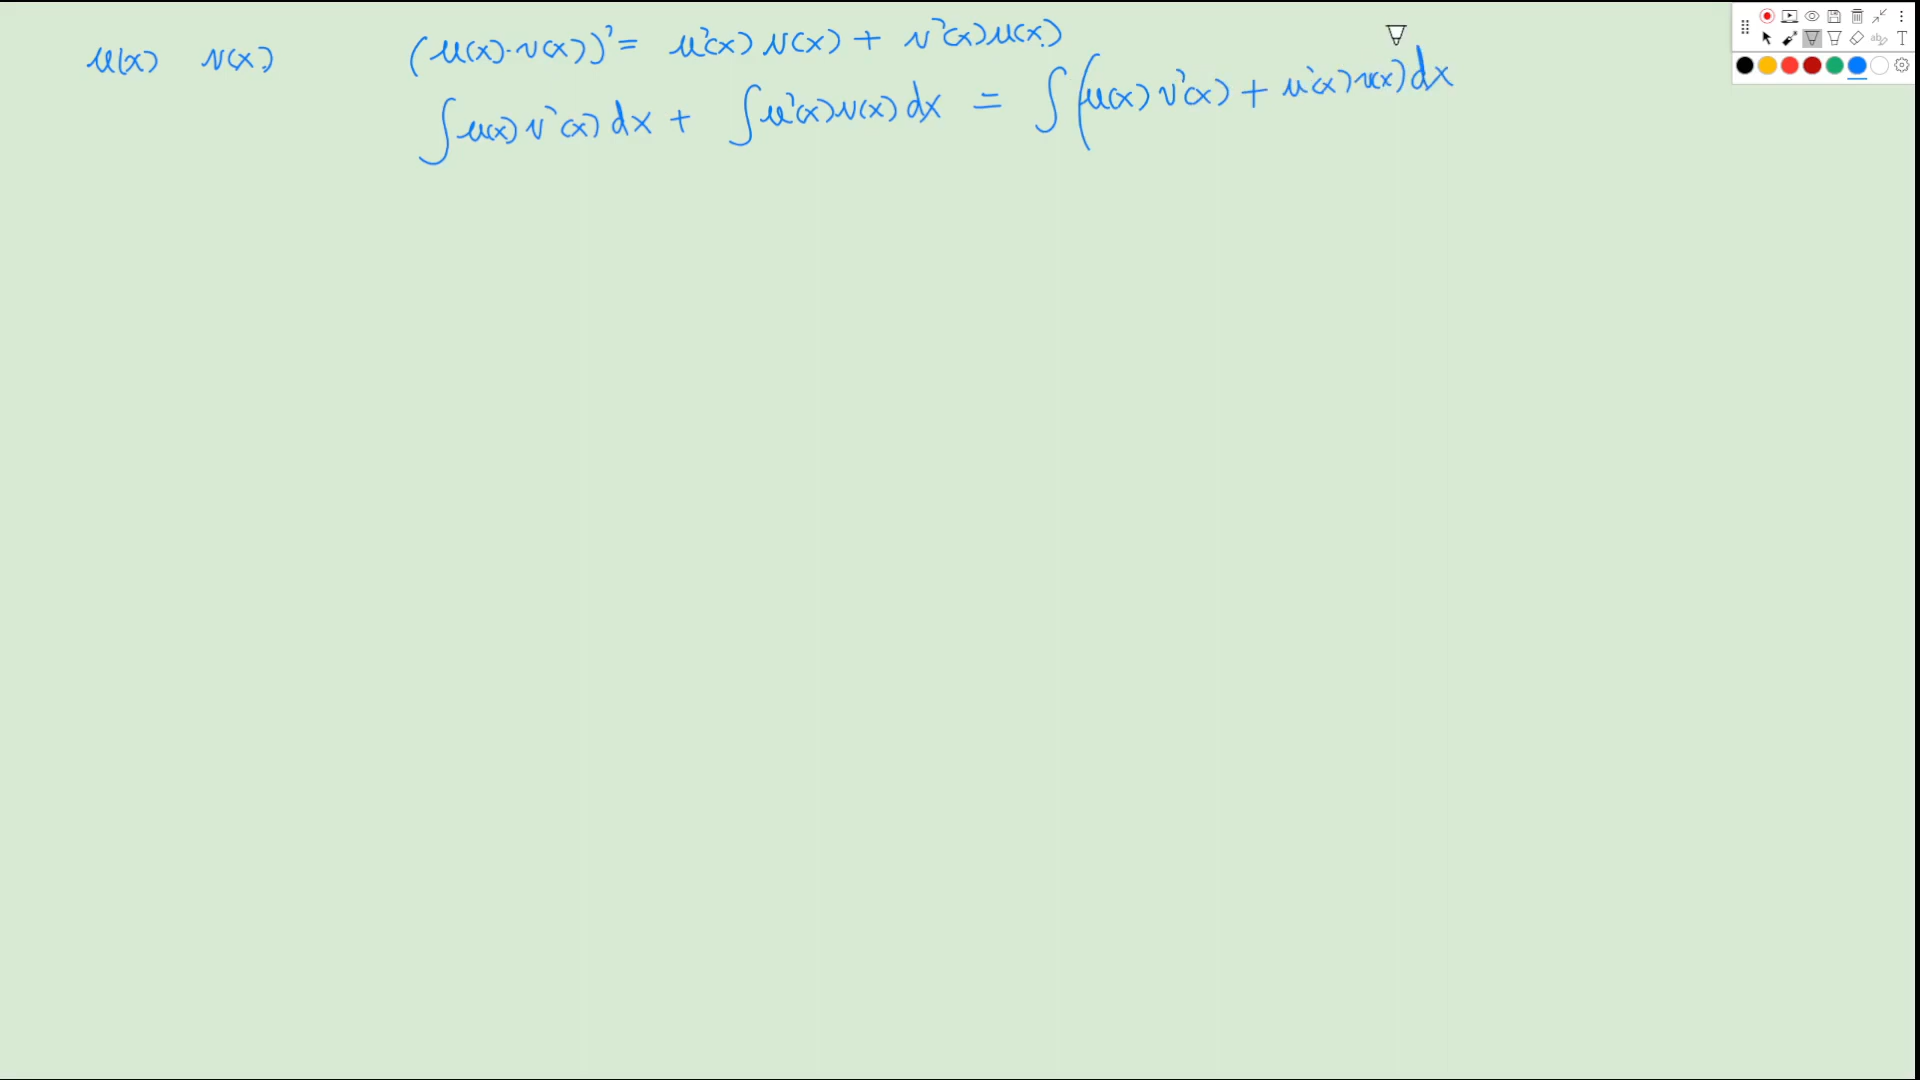 u(x) v(x) (u(x)·v(x))' = u'(x)v(x) + v'(x)u(x)
∫u(x)v'(x)dx + ∫u'(x)v(x)dx = ∫(u(x)v'(x) + u'(x)v(x)dx